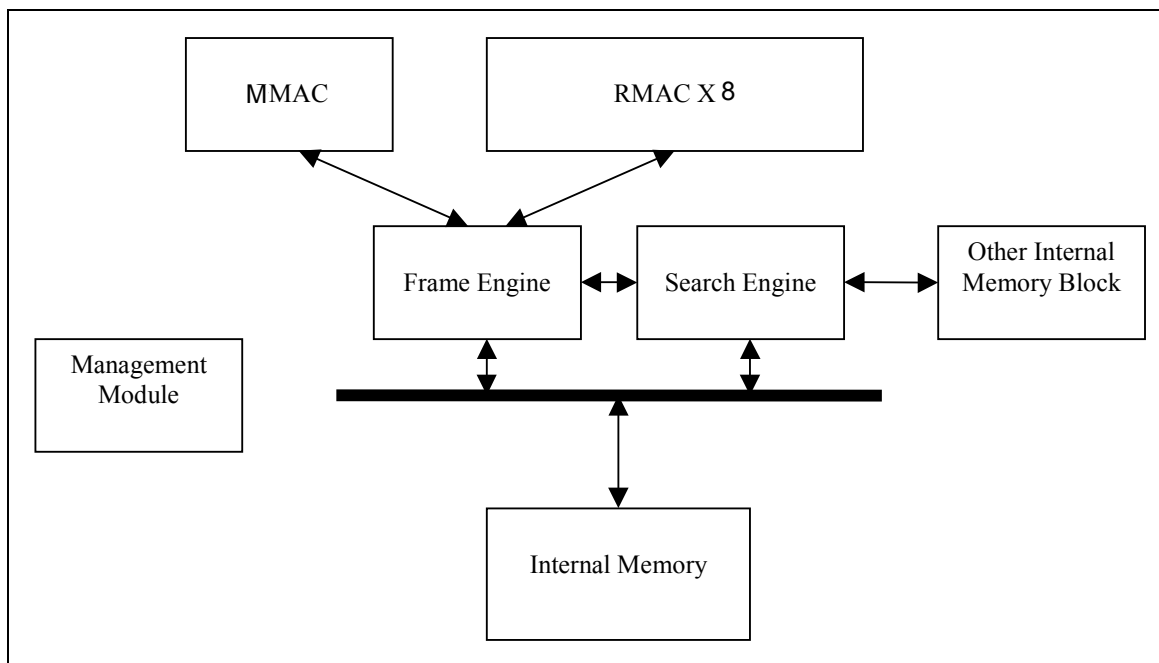 MMAC
RMAC X 8
Frame Engine
Search Engine
Other Internal
Memory Block
Management
Module
Internal Memory